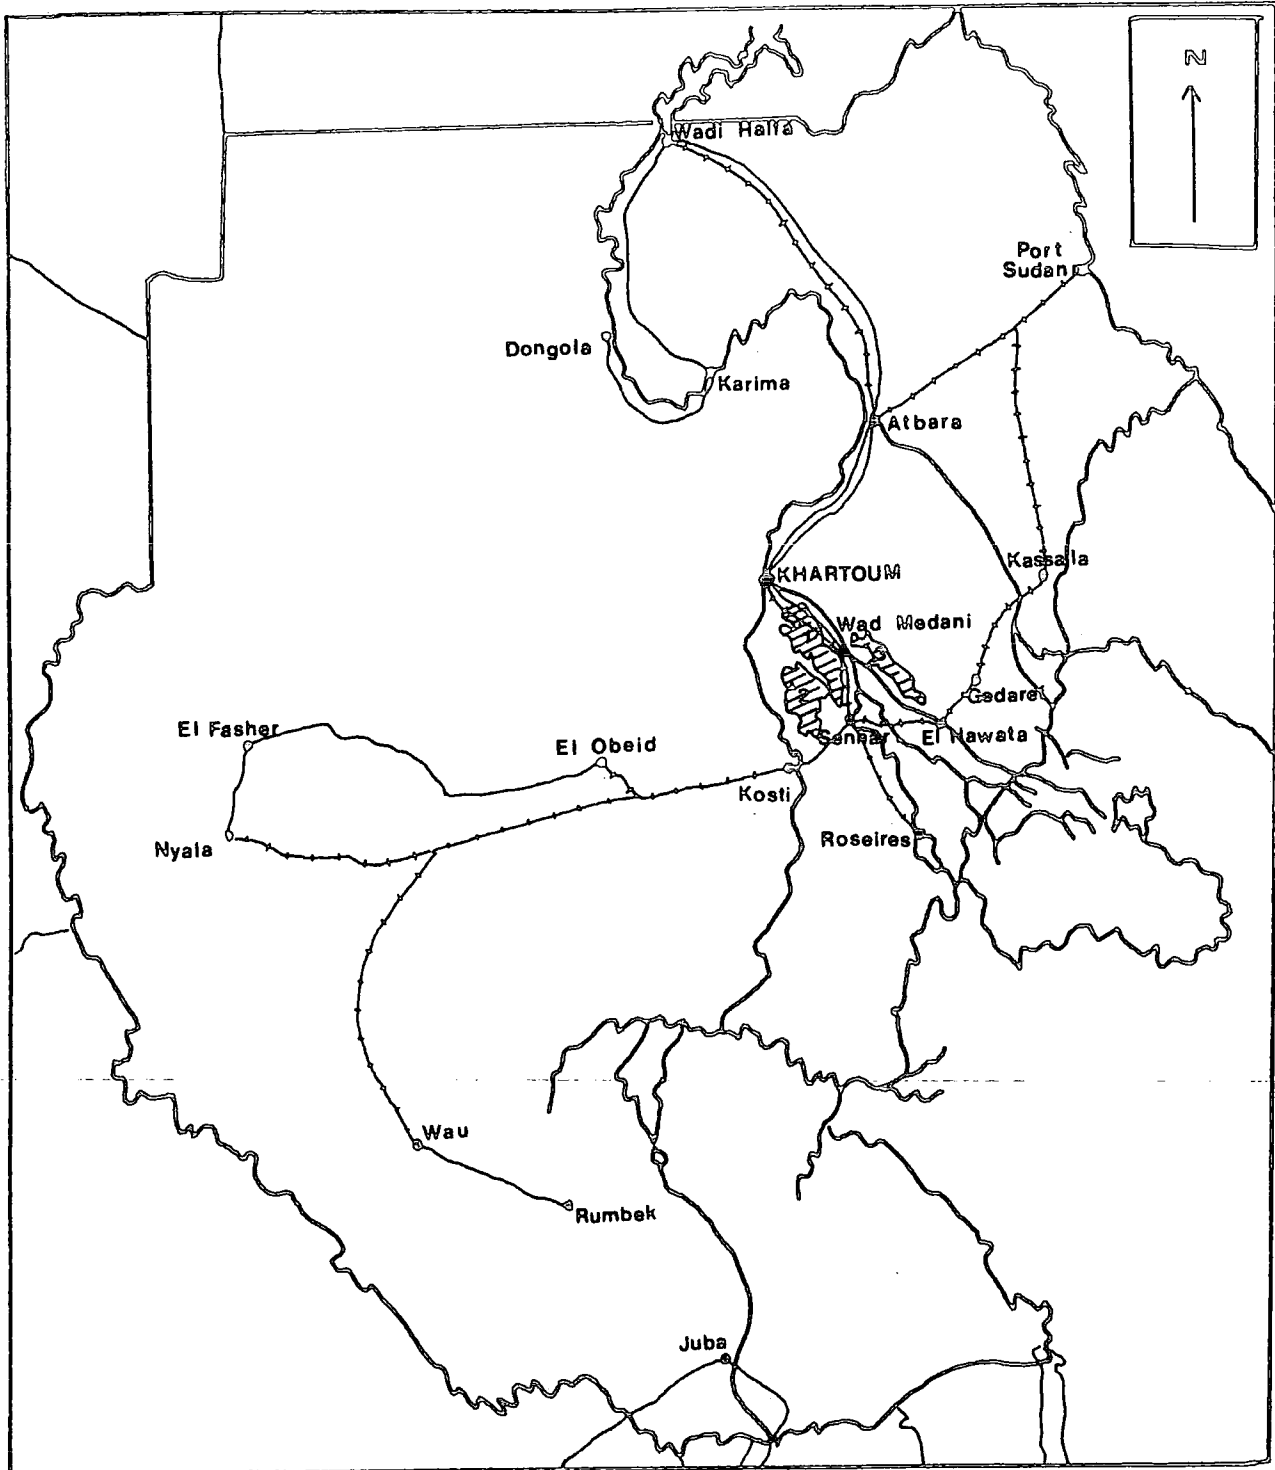 N
Wadi Halfa
Port
Sudan
Dongola
Karima
Atbara
Kassala
KHARTOUM
Wad Medani
Gedaref
El Fasher
El Obeid
Sennar
El Hawata
Kosti
Nyala
Roseires
Wau
Rumbek
Juba